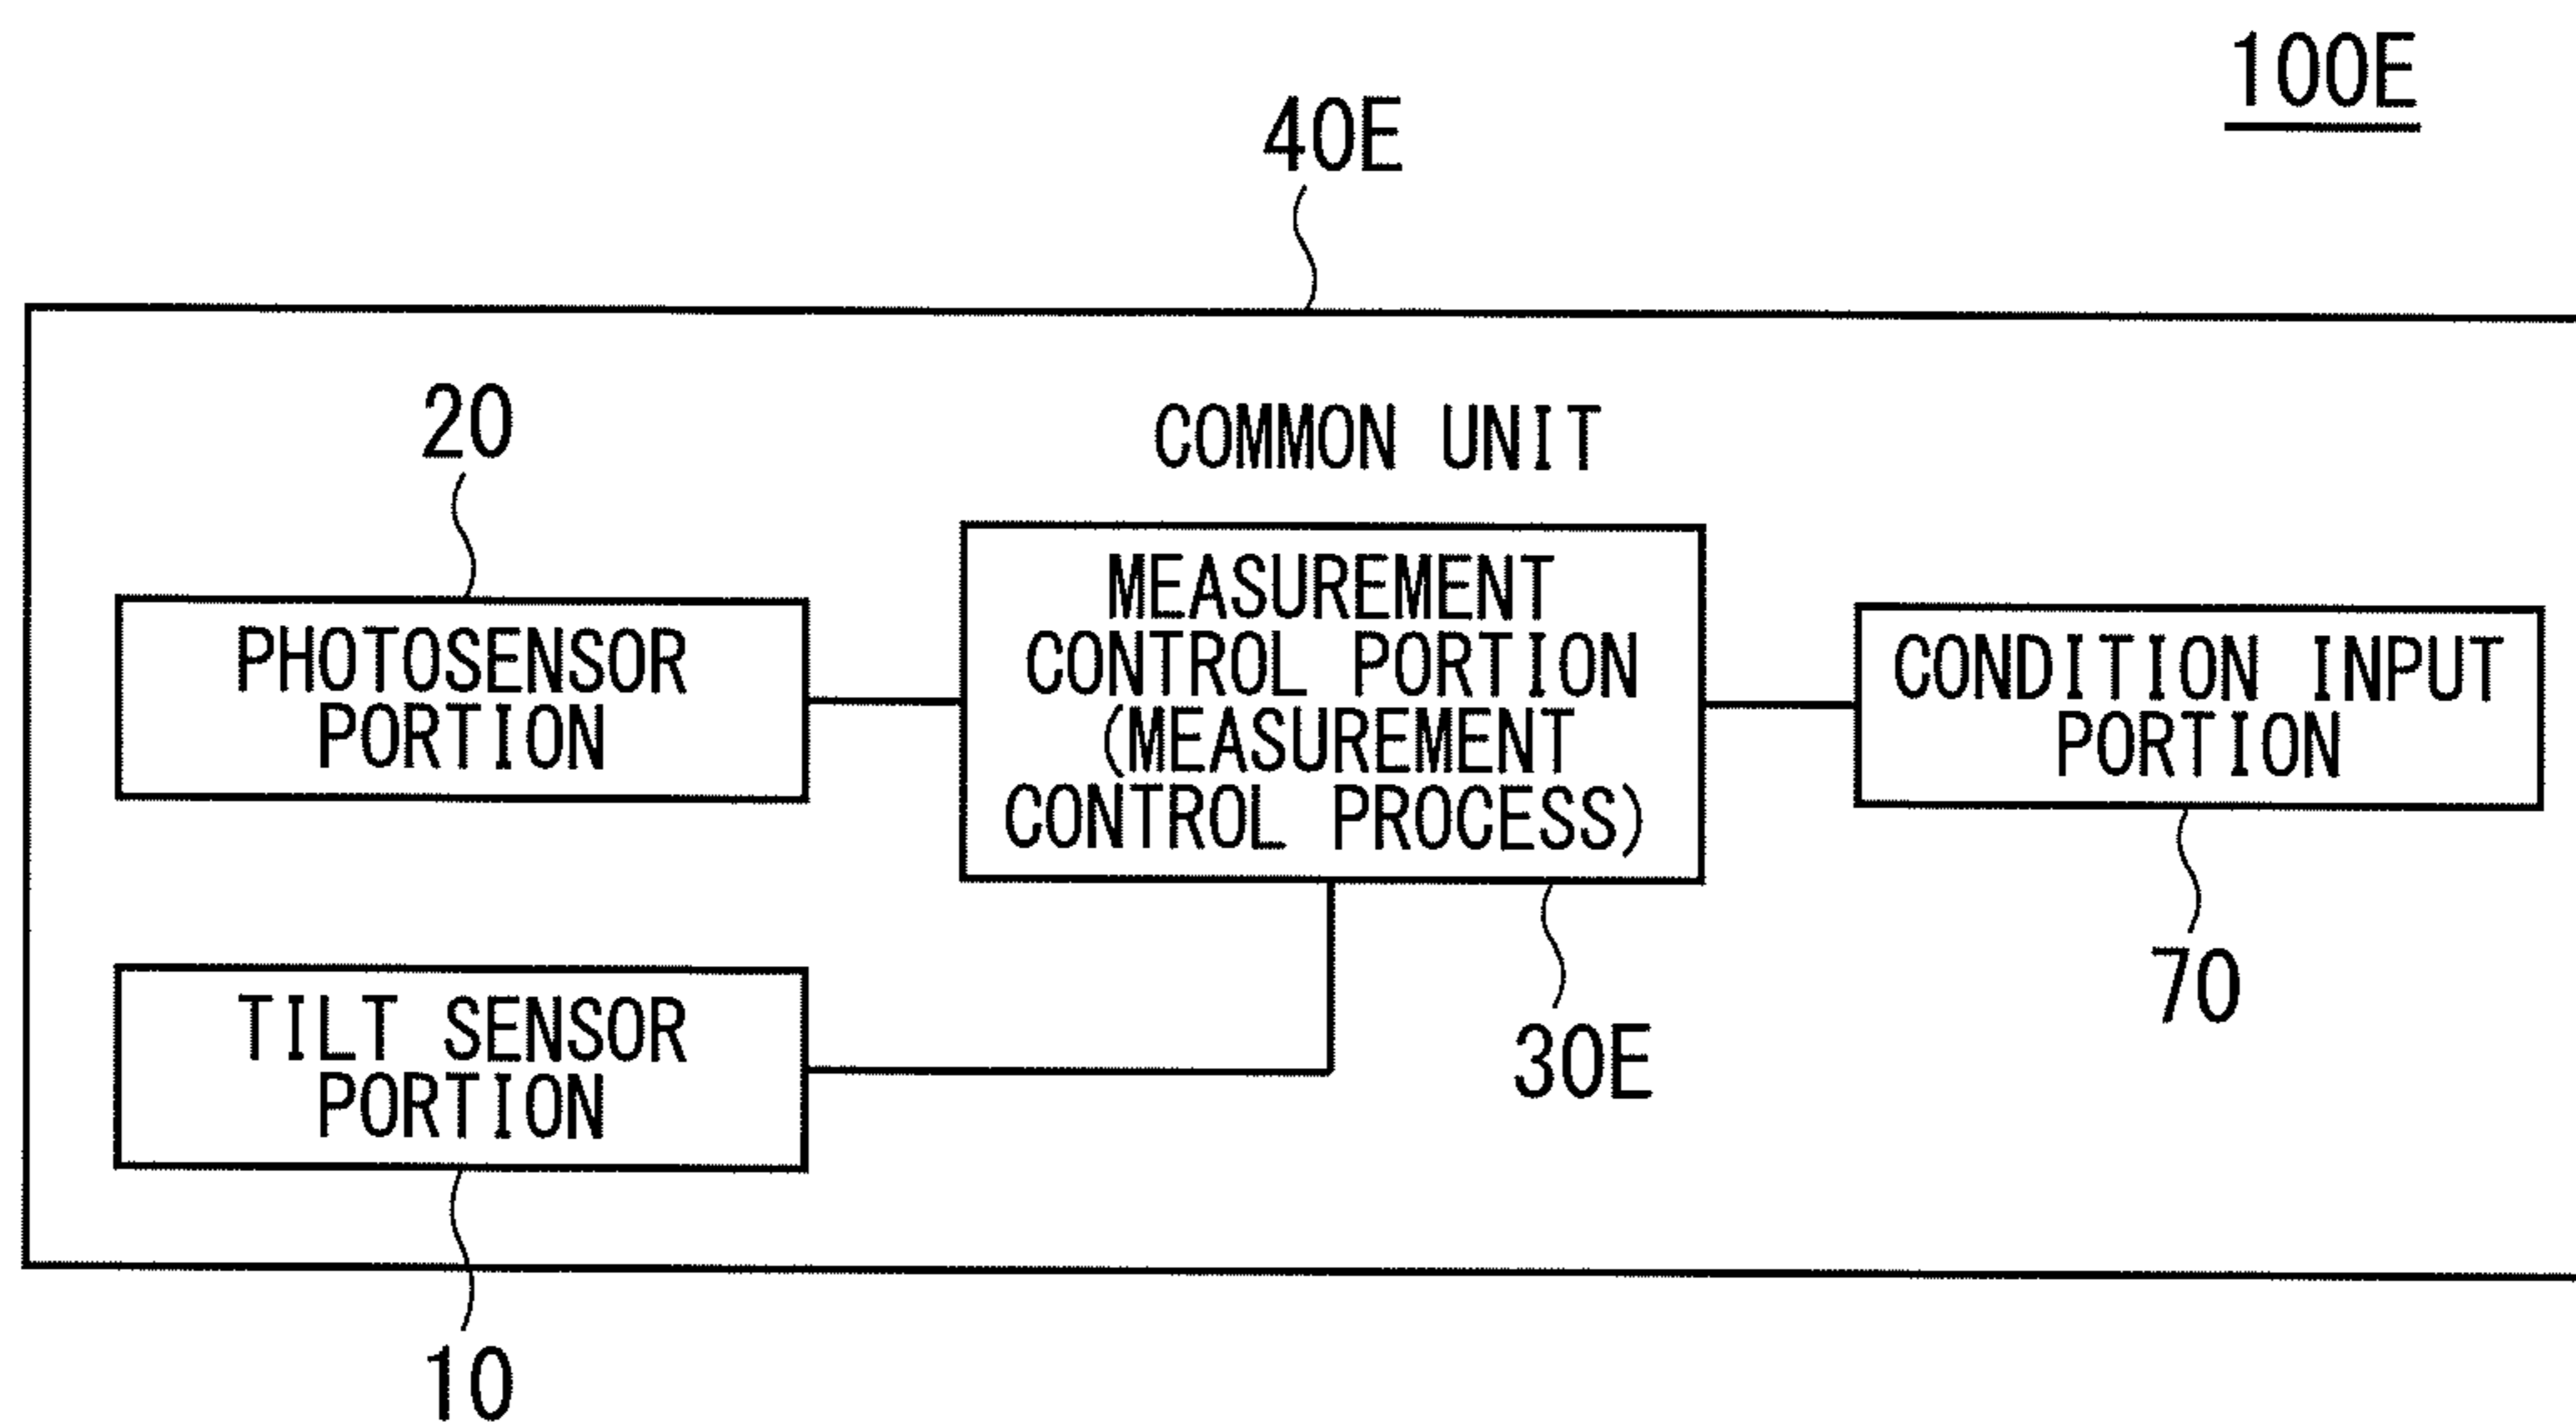 100E
40E
COMMON UNIT
20
PHOTOSENSOR
PORTION
MEASUREMENT
CONTROL PORTION
(MEASUREMENT
CONTROL PROCESS)
CONDITION INPUT
PORTION
TILT SENSOR
PORTION
30E
70
10